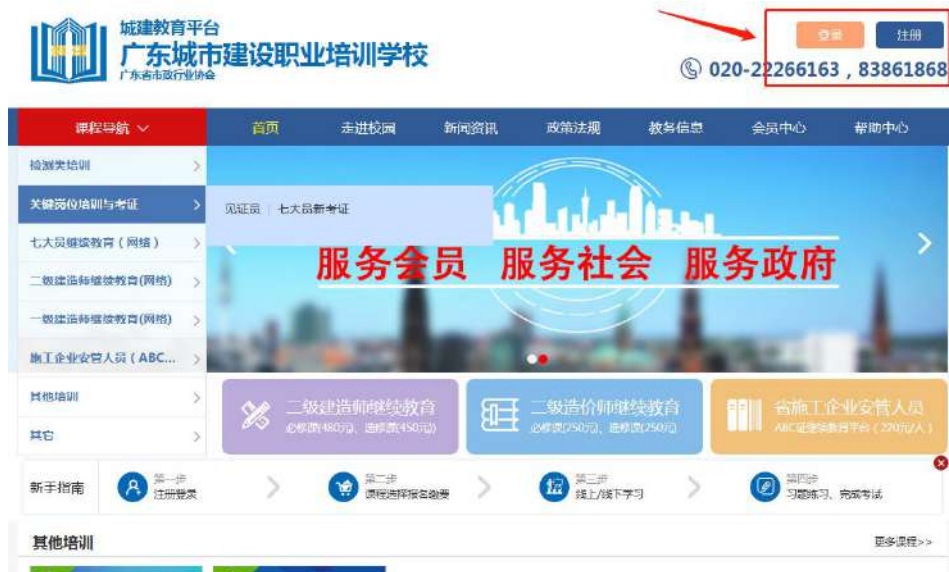 城建教育平台
广东城市建设职业培训学校
广东省市政行业协会
登录 注册
020-22266163，83861868
课程导航 首页 走进校园 新闻资讯 政策法规 教务信息 会员中心 帮助中心
检测类培训
关键岗位培训与考证
见证员 七大员新考证
七大员继续教育（网络）
二级建造师继续教育(网络)
一级建造师继续教育(网络)
施工企业安管人员（ABC...
其他培训
其它
服务会员 服务社会 服务政府
二级建造师继续教育
必修课(480元)、选修课(450元)
二级造价师继续教育
必修课(250元)、选修课(250元)
省施工企业安管人员
ABC证继续教育平台（220元/人）
新手指南
第一步
注册登录
第二步
课程选择报名缴费
第三步
线上/线下学习
第四步
习题练习、完成考试
其他培训
更多课程>>